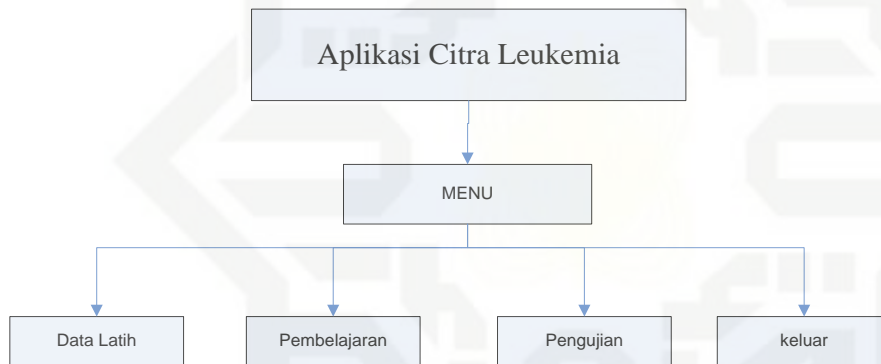 Aplikasi Citra Leukemia
MENU
Data Latih
Pembelajaran
Pengujian
keluar